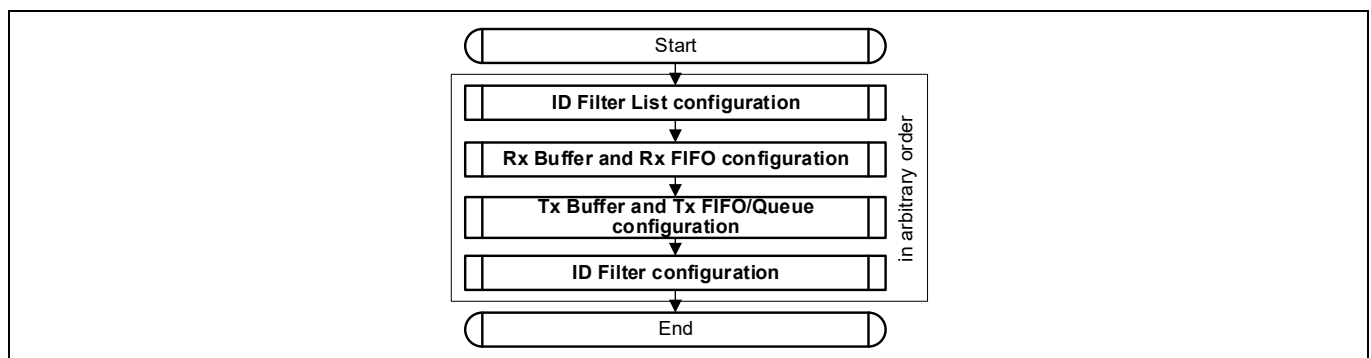 Start
ID Filter List configuration
Rx Buffer and Rx FIFO configuration
Tx Buffer and Tx FIFO/Queue
configuration
ID Filter configuration
in arbitrary order
End